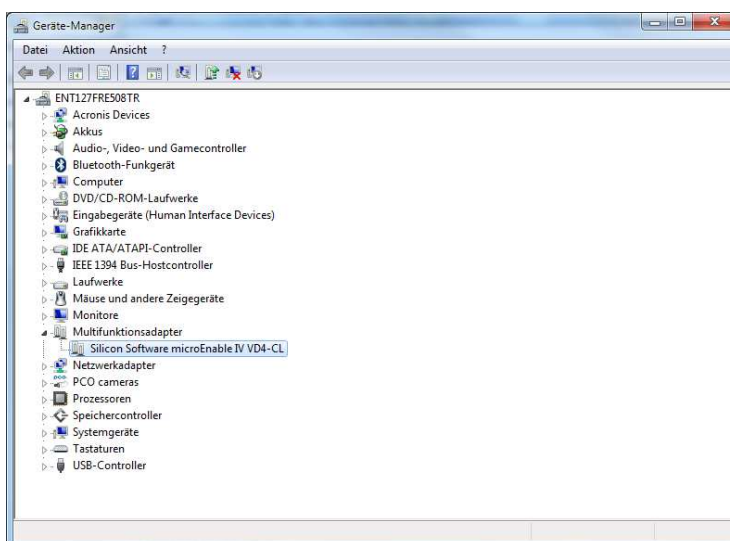 Geräte-Manager
Datei Aktion Ansicht ?
ENT127FRE508TR
Acronis Devices
Akkus
Audio-, Video- und Gamecontroller
Bluetooth-Funkgerät
Computer
DVD/CD-ROM-Laufwerke
Eingabegeräte (Human Interface Devices)
Grafikkarte
IDE ATA/ATAPI-Controller
IEEE 1394 Bus-Hostcontroller
Laufwerke
Mäuse und andere Zeigegeräte
Monitore
Multifunktionsadapter
Silicon Software microEnable IV VD4-CL
Netzwerkadapter
PCO cameras
Prozessoren
Speichercontroller
Systemgeräte
Tastaturen
USB-Controller